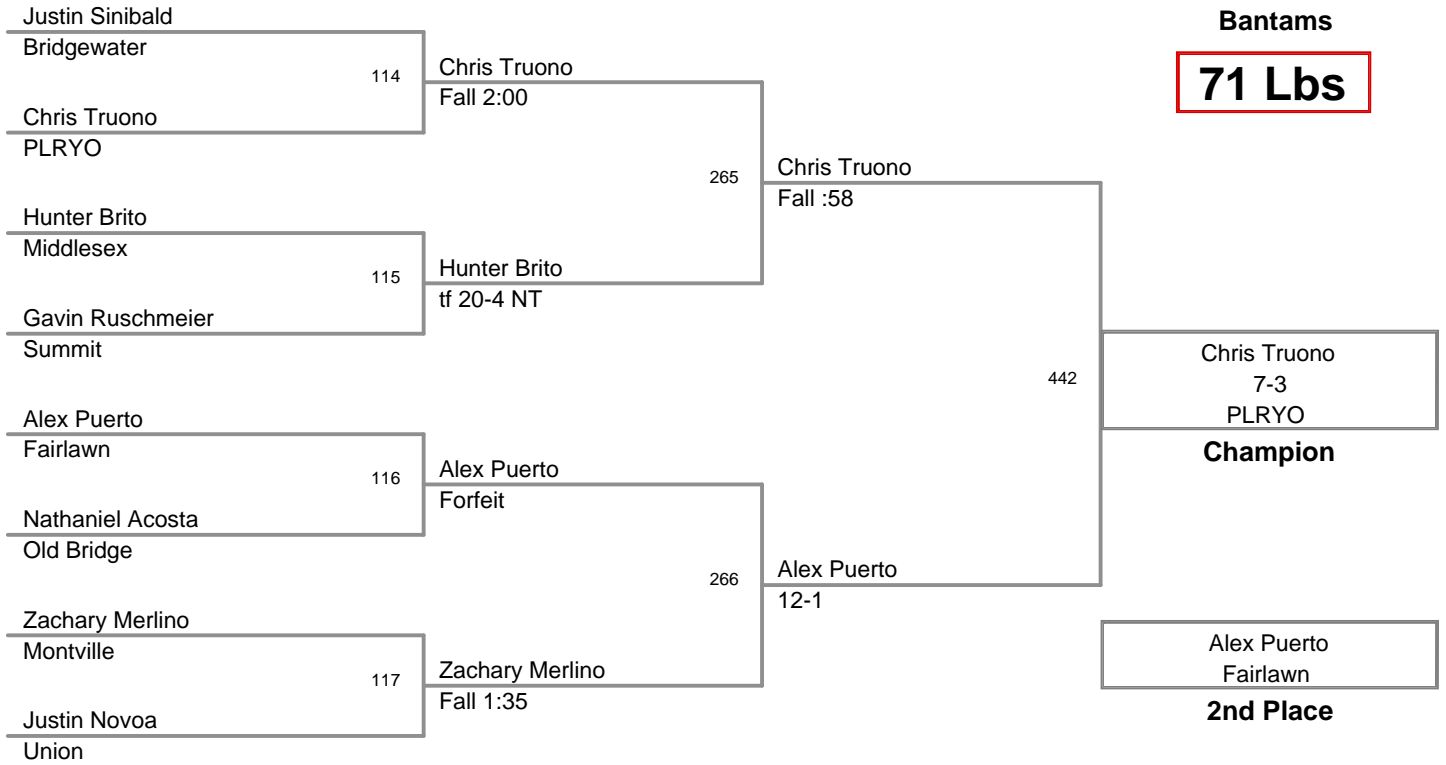 Justin Sinibald
Bridgewater
114
Chris Truono
PLRYO
Chris Truono
Fall 2:00
265
Hunter Brito
Middlesex
115
Gavin Ruschmeier
Summit
Hunter Brito
tf 20-4 NT
Chris Truono
Fall :58
442
Alex Puerto
Fairlawn
116
Nathaniel Acosta
Old Bridge
Alex Puerto
Forfeit
266
Zachary Merlino
Montville
117
Justin Novoa
Union
Zachary Merlino
Fall 1:35
Alex Puerto
12-1
Bantams
71 Lbs
Chris Truono
7-3
PLRYO
Champion
Alex Puerto
Fairlawn
2nd Place